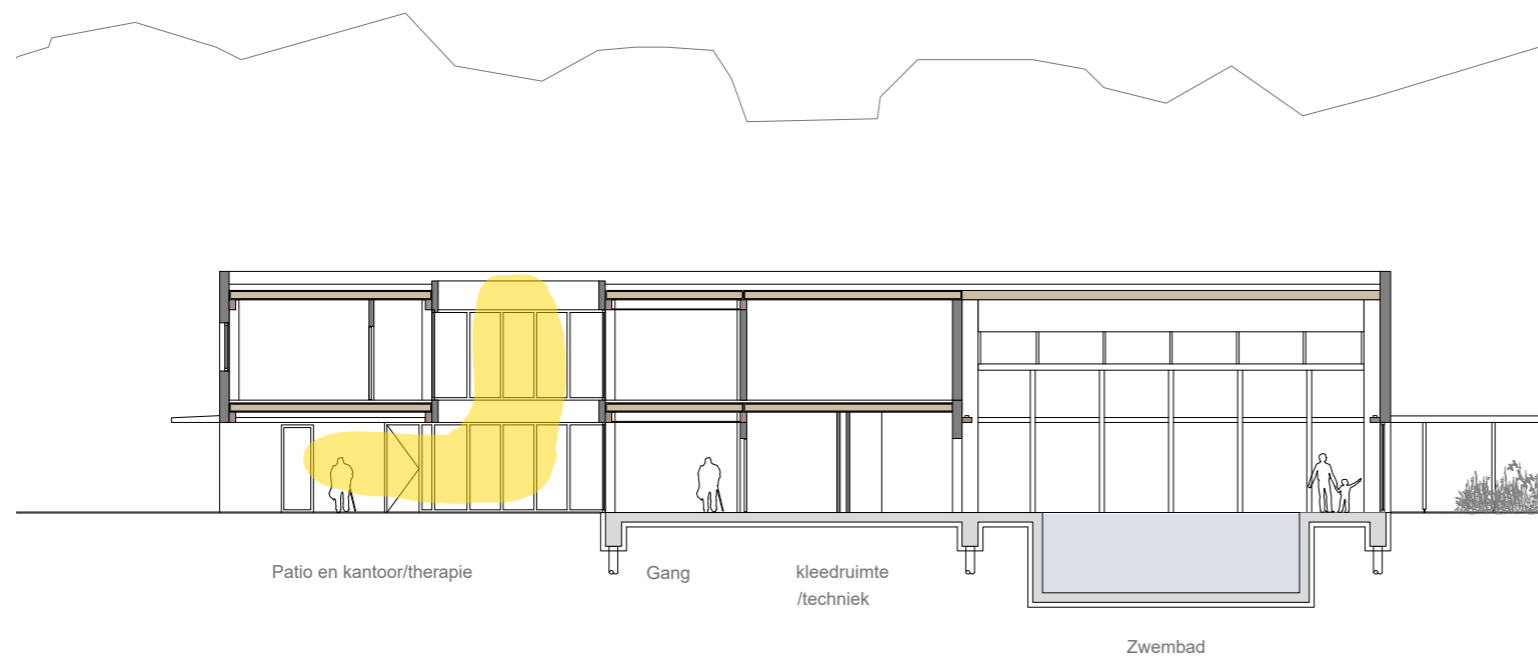 Patio en kantoor/therapie
Gang
kleedruimte
/techniek
Zwembad